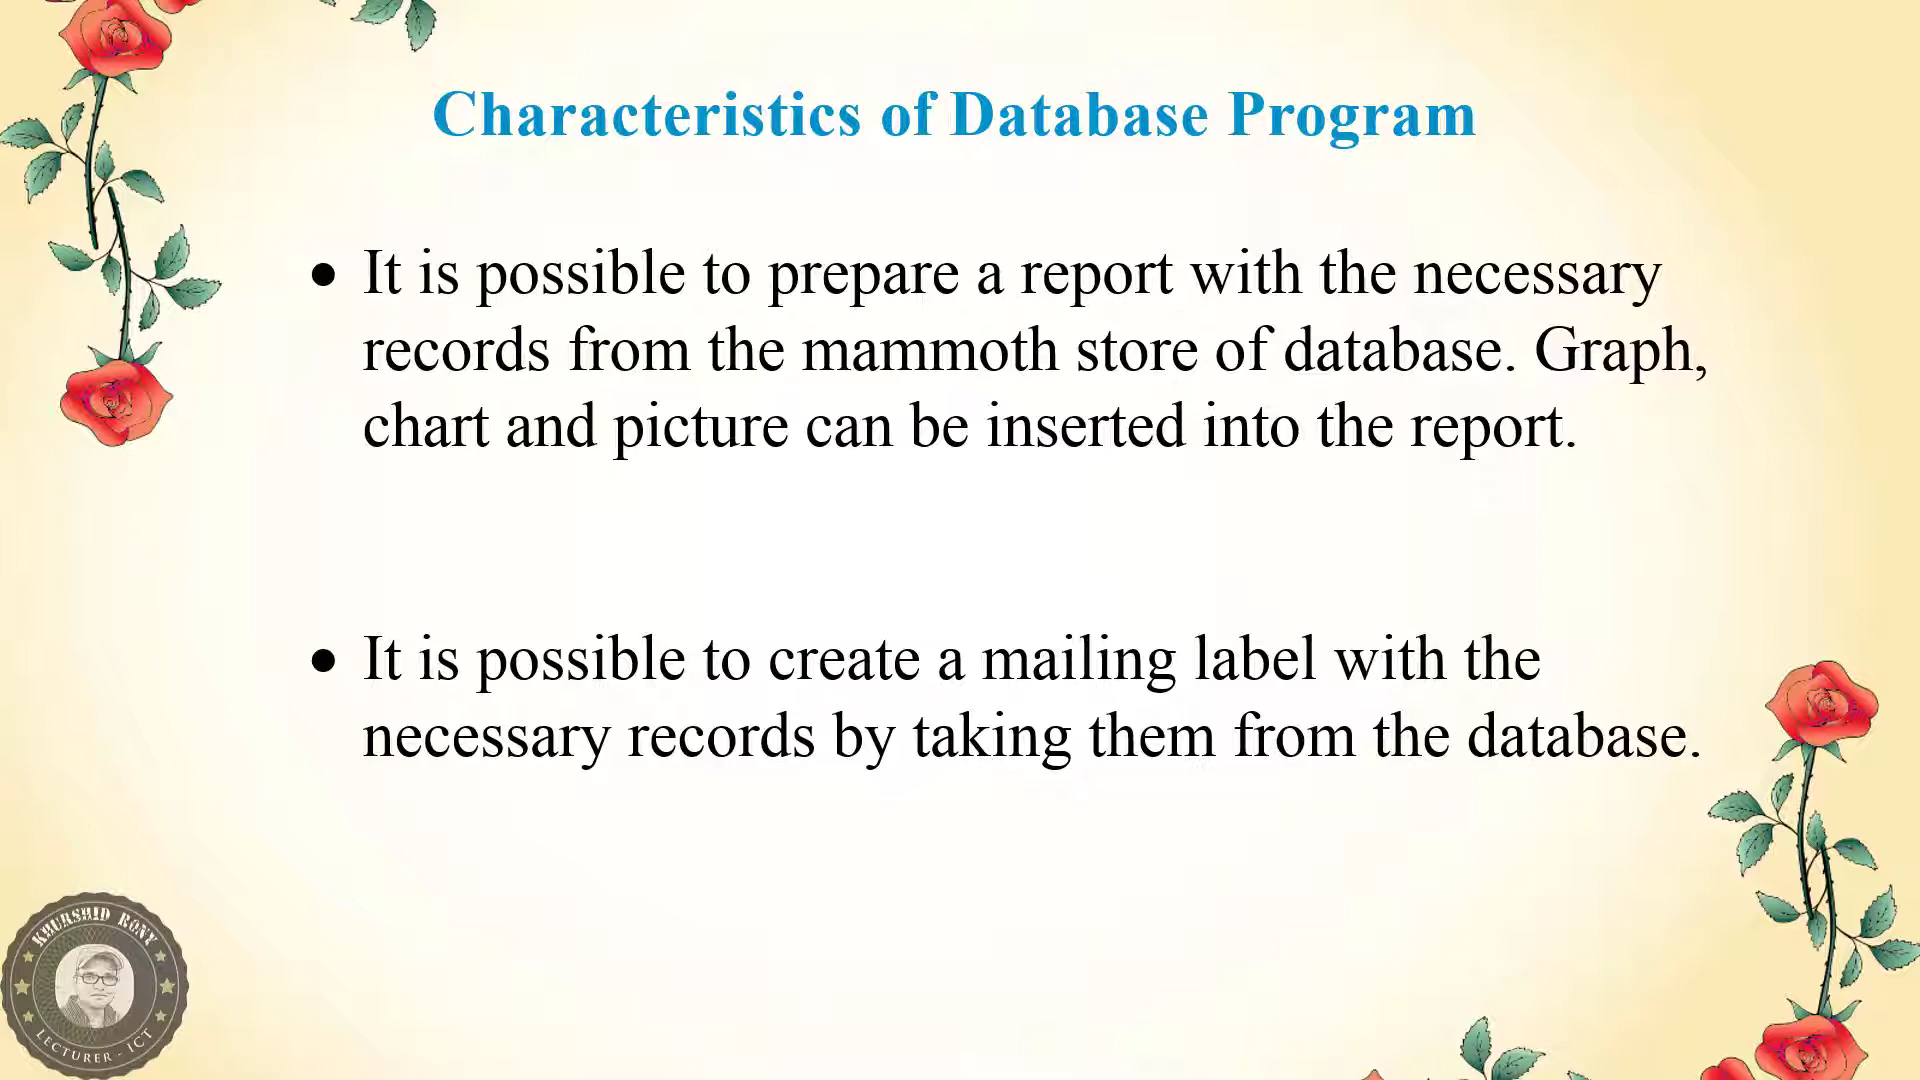 Characteristics of Database Program
• It is possible to prepare a report with the necessary
records from the mammoth store of database. Graph,
chart and picture can be inserted into the report.
• It is possible to create a mailing label with the
necessary records by taking them from the database.
KHURSHID RONY
LECTURER - ICT